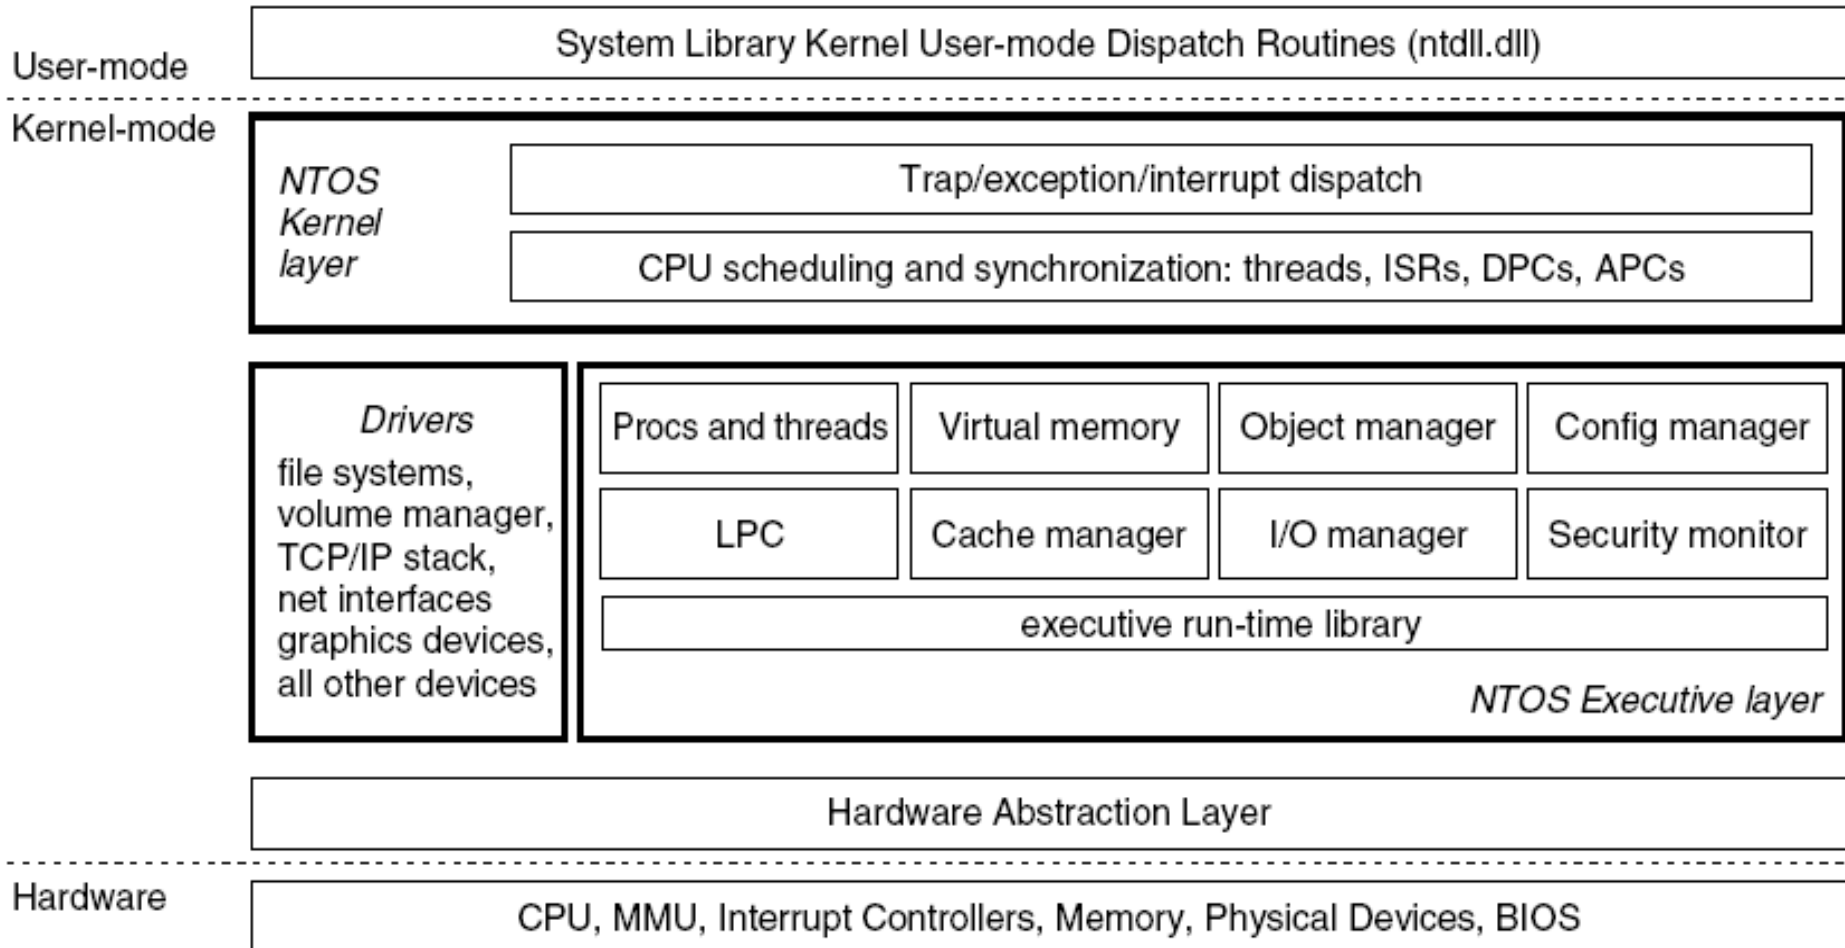 System Library Kernel User-mode Dispatch Routines (ntdll.dll)
User-mode
Kernel-mode
NTOS
Kernel
layer
Trap/exception/interrupt dispatch
CPU scheduling and synchronization: threads, ISRs, DPCs, APCs
Drivers
file systems,
volume manager,
TCP/IP stack,
net interfaces
graphics devices,
all other devices
Procs and threads
Virtual memory
Object manager
Config manager
LPC
Cache manager
I/O manager
Security monitor
executive run-time library
NTOS Executive layer
Hardware Abstraction Layer
Hardware
CPU, MMU, Interrupt Controllers, Memory, Physical Devices, BIOS